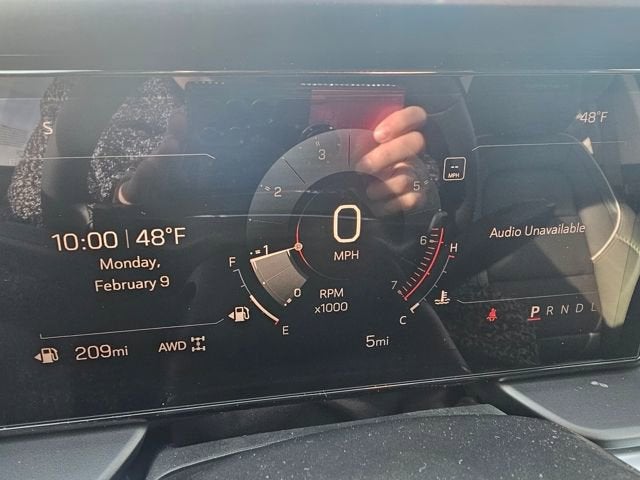 S
48°F
3
2
5
--
MPH
10:00 | 48°F
Monday,
February 9
0
MPH
Audio Unavailable
1
6
F
H
0
RPM
x1000
7
C
E
P R N D L
209mi
AWD
5mi